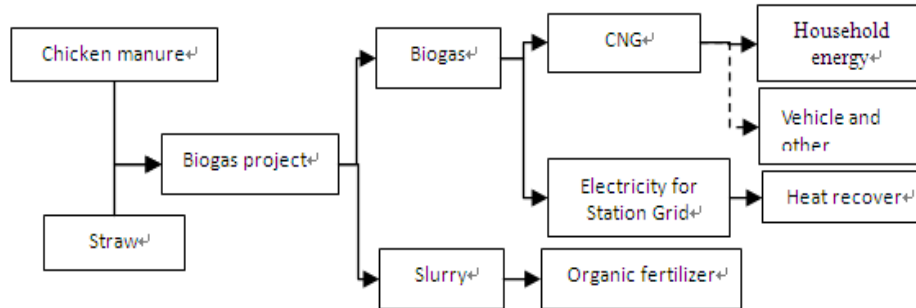 Chicken manure↵
Straw↵
Biogas project↵
Biogas↵
Slurry↵
CNG↵
Electricity for
Station Grid↵
Organic fertilizer↵
Household
energy↵
Vehicle and
other
Heat recover↵